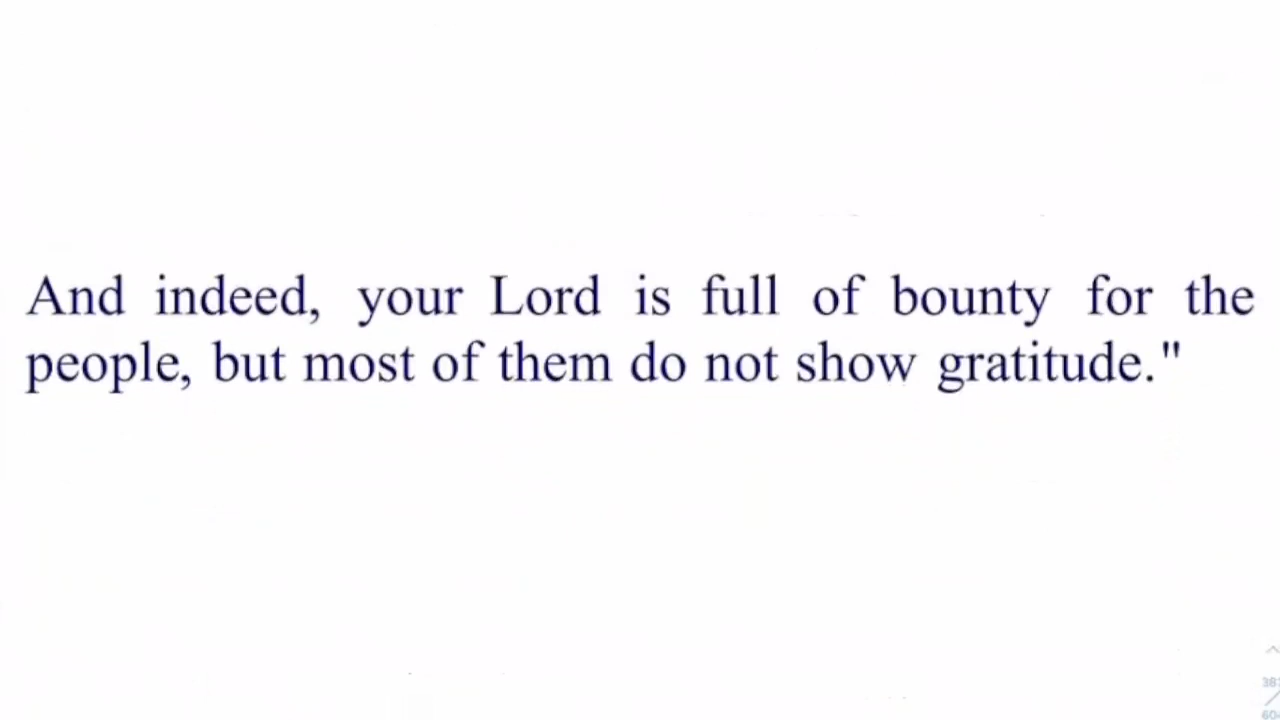 And indeed, your Lord is full of bounty for the
people, but most of them do not show gratitude."